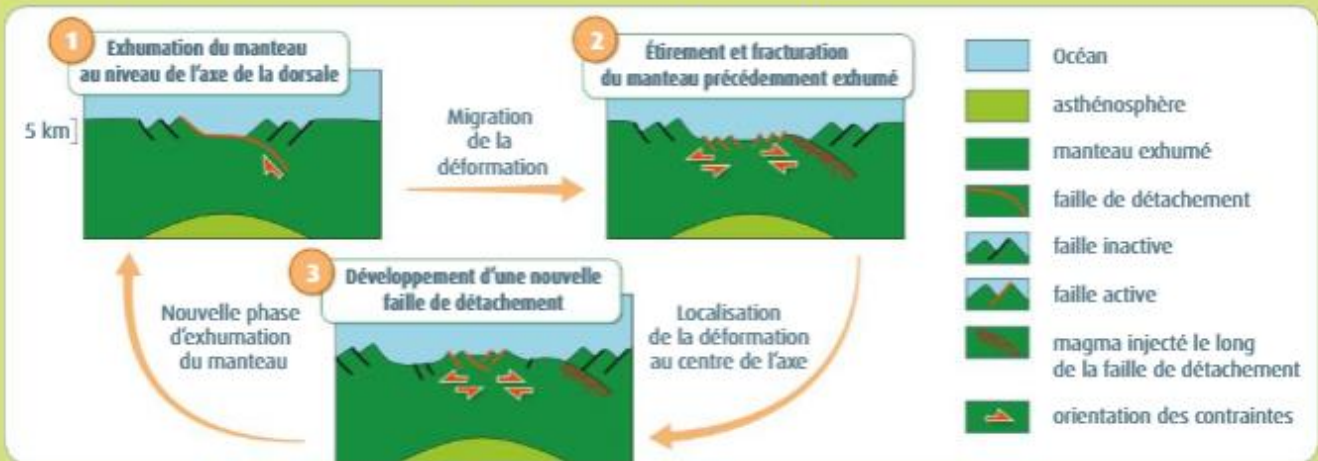 1
Exhumation du manteau
au niveau de l'axe de la dorsale
5 km
Migration
de la
déformation
2
Étirement et fracturation
du manteau précédemment exhumé
Localisation
de la déformation
au centre de l'axe
3
Développement d'une nouvelle
faille de détachement
Nouvelle phase
d'exhumation
du manteau
Océan
asthénosphère
manteau exhumé
faille de détachement
faille inactive
faille active
magma injecté le long
de la faille de détachement
orientation des contraintes